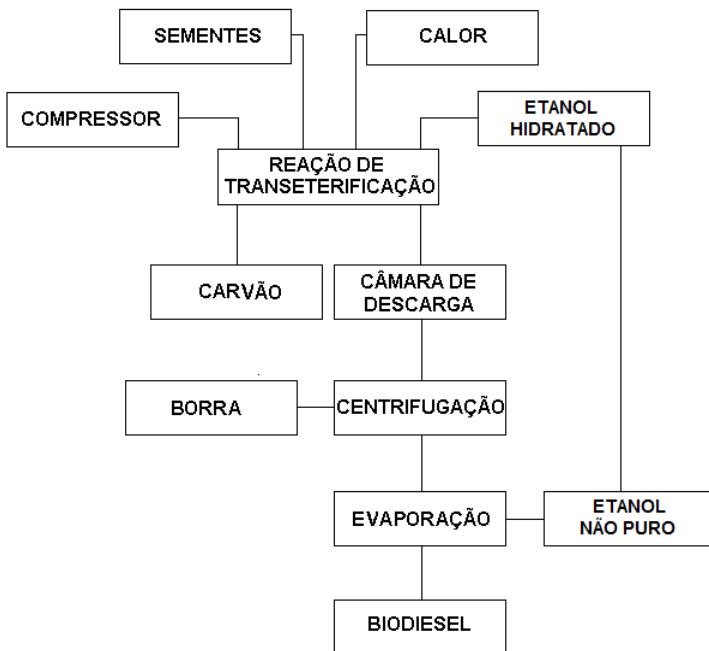 SEMENTES
CALOR
COMPRESSOR
ETANOL
HIDRATADO
REAÇÃO DE
TRANSETERIFICAÇÃO
CARVÃO
CÂMARA DE
DESCARGA
BORRA
CENTRIFUGAÇÃO
EVAPORAÇÃO
ETANOL
NÃO PURO
BIODIESEL